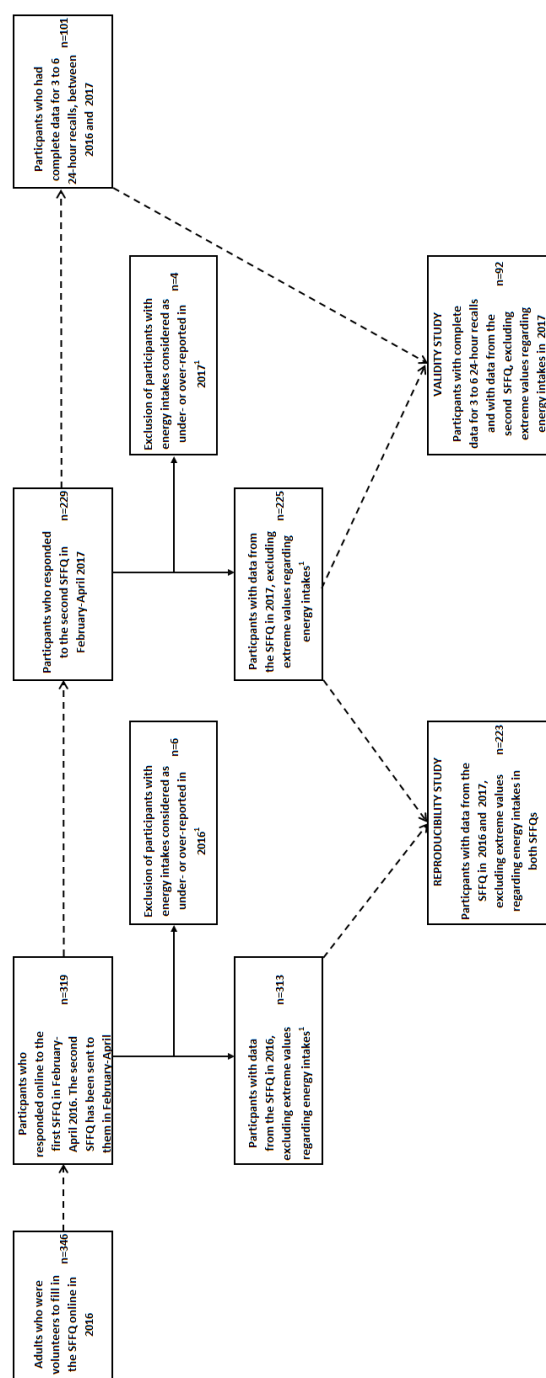 Adults who were
volunteers to fill in n=346
the SFFQ online in
2016
Particpants who
responded online to the n=319
first SFFQ in February-
April 2016. The second
SFFQ has been sent to
them in February-April
Particpants who responded n=229
to the second SFFQ in
February-April 2017
Particpants who had n=101
complete data for 3 to 6
24-hour recalls, between
2016 and 2017
Exclusion of participants with
energy intakes considered as n=6
under- or over-reported in
2016¹
Exclusion of participants with
energy intakes considered as n=4
under- or over-reported in
2017¹
Particpants with data n=313
from the SFFQ in 2016,
excluding extreme values
regarding energy intakes¹
Particpants with data from n=225
the SFFQ in 2017, excluding
extreme values regarding
energy intakes¹
REPRODUCIBILITY STUDY
Particpants with data from the n=223
SFFQ in 2016 and 2017,
excluding extreme values
regarding energy intakes in
both SFFQs
VALIDITY STUDY
Particpants with complete n=92
data for 3 to 6 24-hour recalls
and with data from the
second SFFQ, excluding
extreme values regarding
energy intakes in 2017